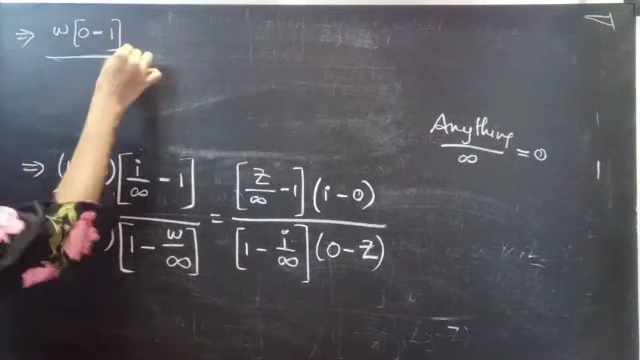 ⇒ w[0 - 1]
Anything/∞ = 0
⇒ ( ) [i/∞ - 1] / ) [1 - w/∞] = [z/∞ - 1] (i - 0) / [1 - i/∞] (0 - z)